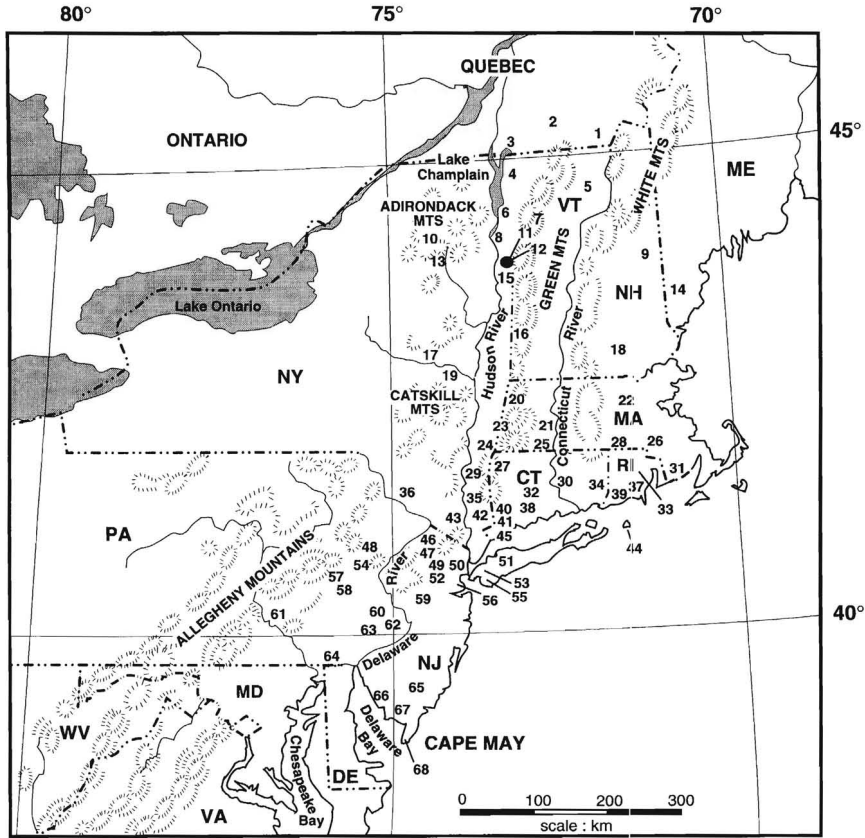 80°
75°
70°
QUEBEC
45°
ONTARIO
2
1
3
Lake
Champlain
4
5
VT
WHITE MTS
ME
ADIRONDACK
MTS
6
7
8
11
12
10
13
15
GREEN MTS
9
14
NH
Lake Ontario
Hudson River
River
16
17
18
NY
19
CATSKILL
MTS
20
22
MA
23
21
Connecticut
24
25
28
26
27
CT
RI
31
29
30
32
34
37
36
35
38
39
33
40
42
41
43
44
45
PA
46
48
47
River
54
49
50
51
57
52
53
58
55
56
59
ALLEGHENY MOUNTAINS
61
60
62
63
40°
64
Delaware
NJ
MD
65
66
67
WV
Chesapeake
Bay
Delaware
Bay
CAPE MAY
68
DE
VA
0 100 200 300
scale : km